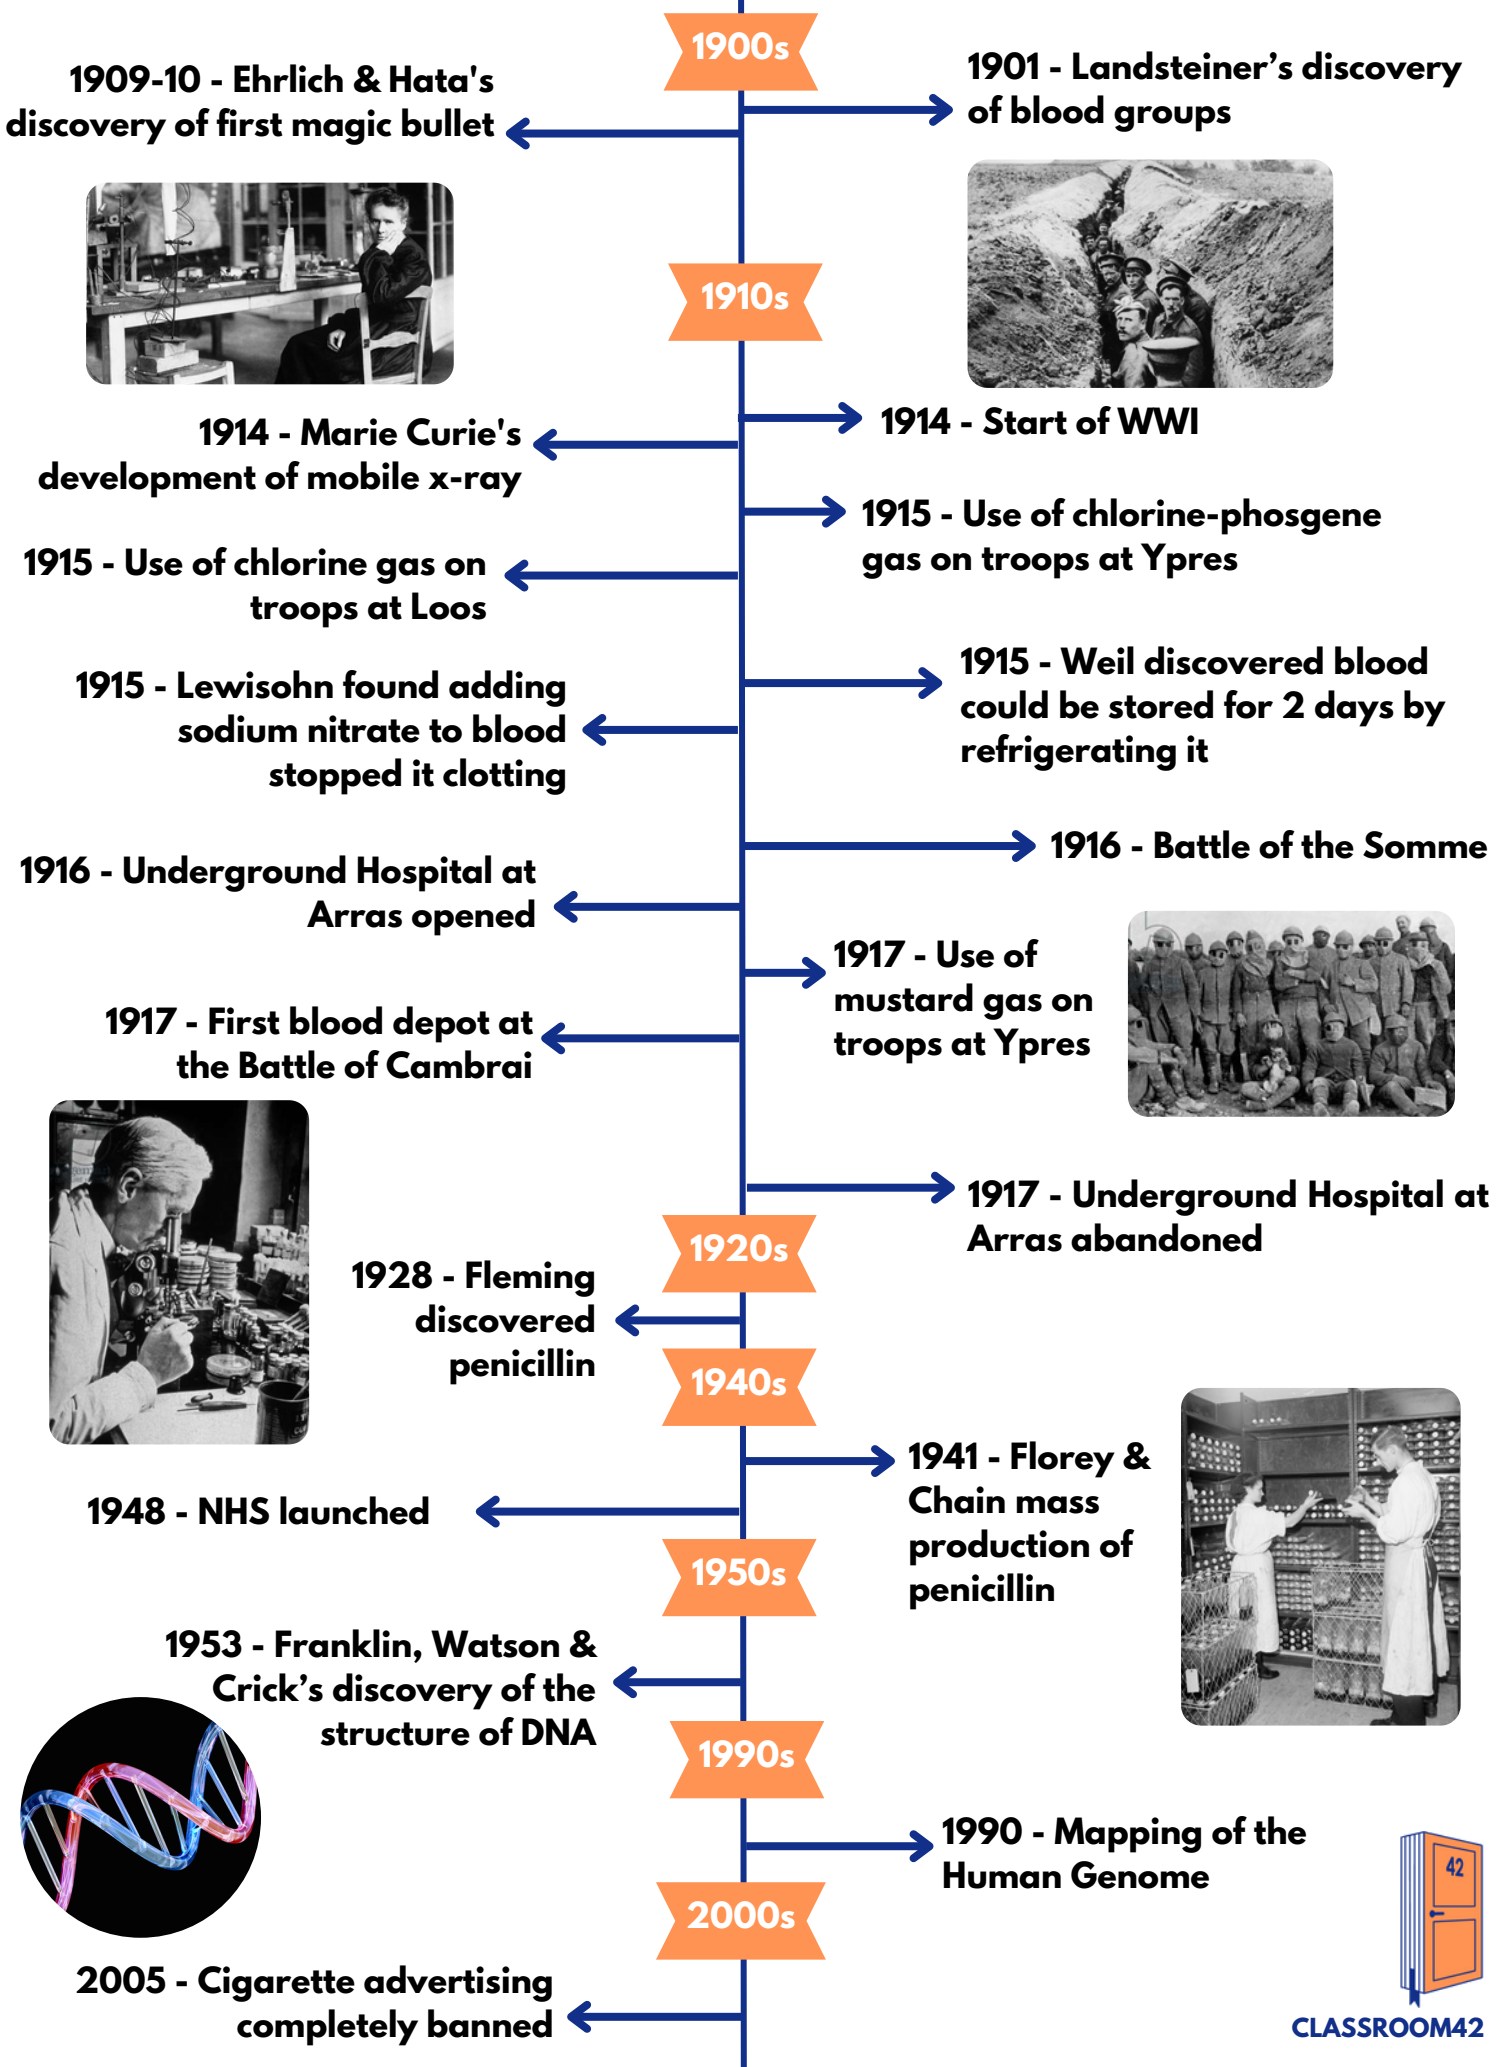 1900s
1901 - Landsteiner’s discovery
of blood groups
1909-10 - Ehrlich & Hata's
discovery of first magic bullet
1910s
1914 - Start of WWI
1914 - Marie Curie's
development of mobile x-ray
1915 - Use of chlorine-phosgene
gas on troops at Ypres
1915 - Use of chlorine gas on
troops at Loos
1915 - Weil discovered blood
could be stored for 2 days by
refrigerating it
1915 - Lewisohn found adding
sodium nitrate to blood
stopped it clotting
1916 - Battle of the Somme
1916 - Underground Hospital at
Arras opened
1917 - Use of
mustard gas on
troops at Ypres
1917 - First blood depot at
the Battle of Cambrai
1917 - Underground Hospital at
Arras abandoned
1920s
1928 - Fleming
discovered
penicillin
1940s
1941 - Florey &
Chain mass
production of
penicillin
1948 - NHS launched
1950s
1953 - Franklin, Watson &
Crick’s discovery of the
structure of DNA
1990s
1990 - Mapping of the
Human Genome
2000s
2005 - Cigarette advertising
completely banned
42
CLASSROOM42